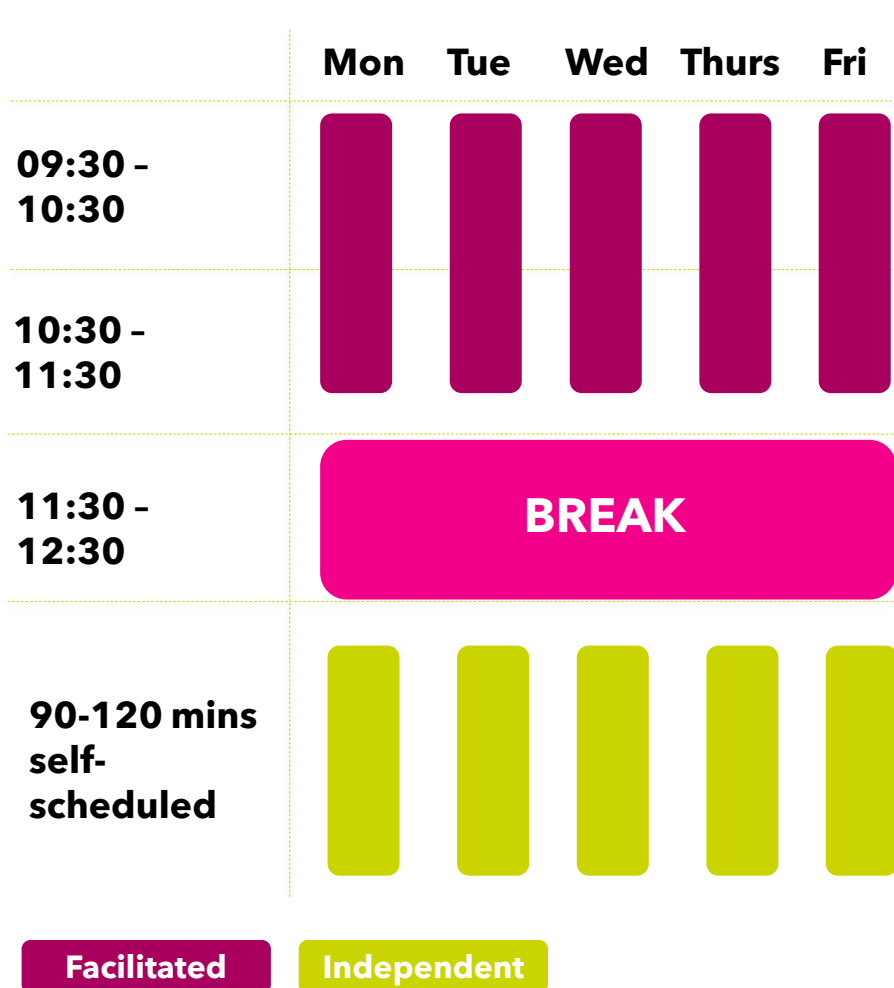 Mon Tue Wed Thurs Fri
09:30 –
10:30
10:30 –
11:30
11:30 –
12:30
BREAK
90-120 mins
self-
scheduled
Facilitated
Independent